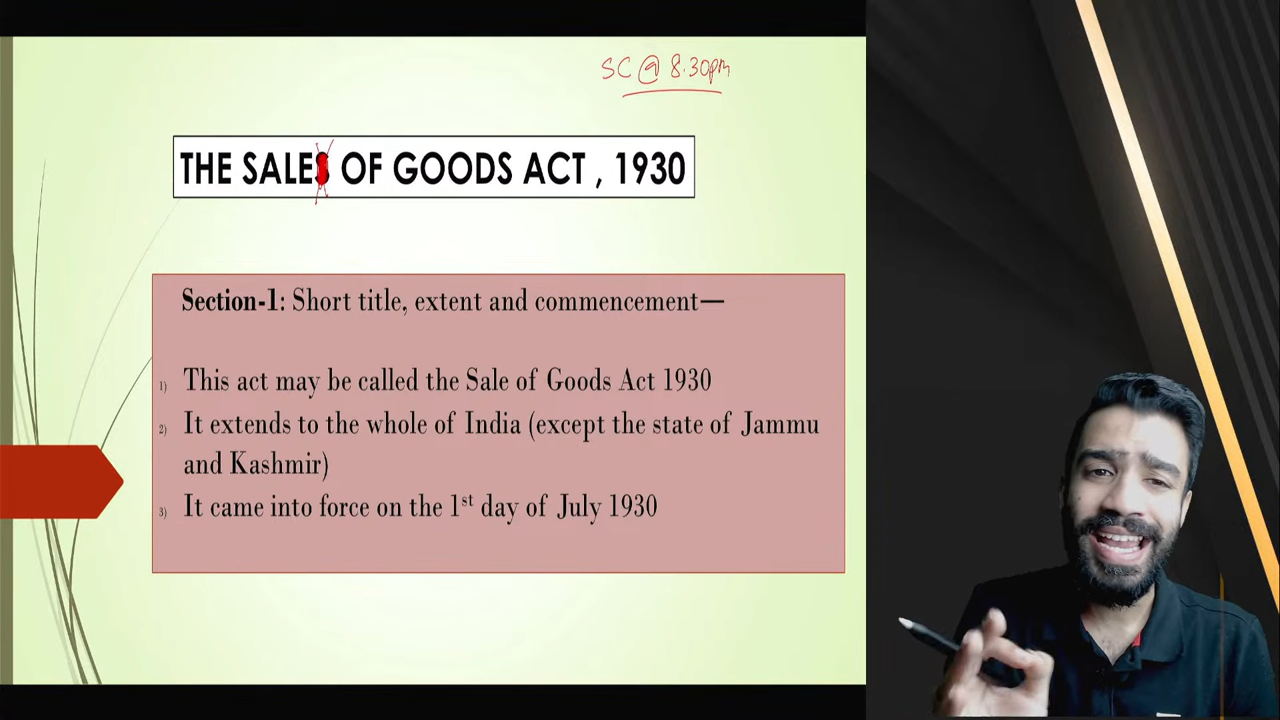 SC @ 8.30pm
THE SALES OF GOODS ACT , 1930
Section-1: Short title, extent and commencement—
1) This act may be called the Sale of Goods Act 1930
2) It extends to the whole of India (except the state of Jammu
and Kashmir)
3) It came into force on the 1st day of July 1930